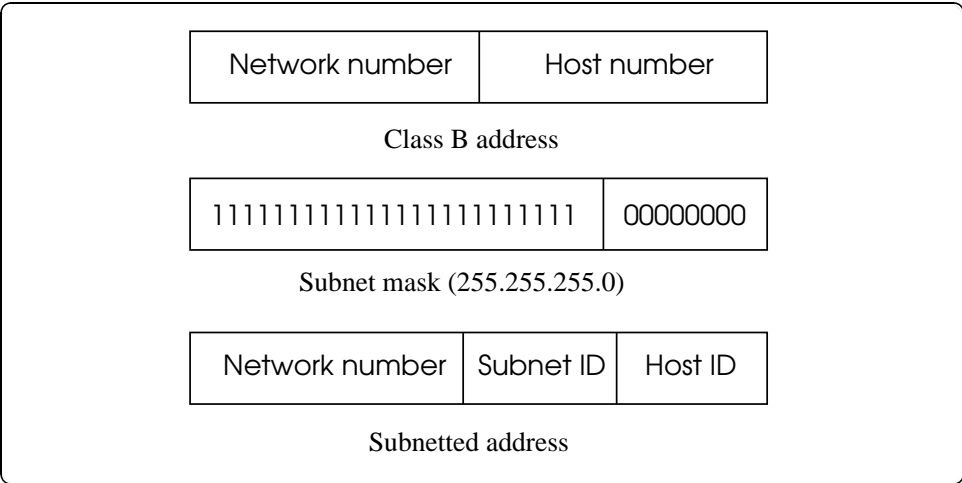 Network number Host number
Class B address
111111111111111111111111 00000000
Subnet mask (255.255.255.0)
Network number Subnet ID Host ID
Subnetted address